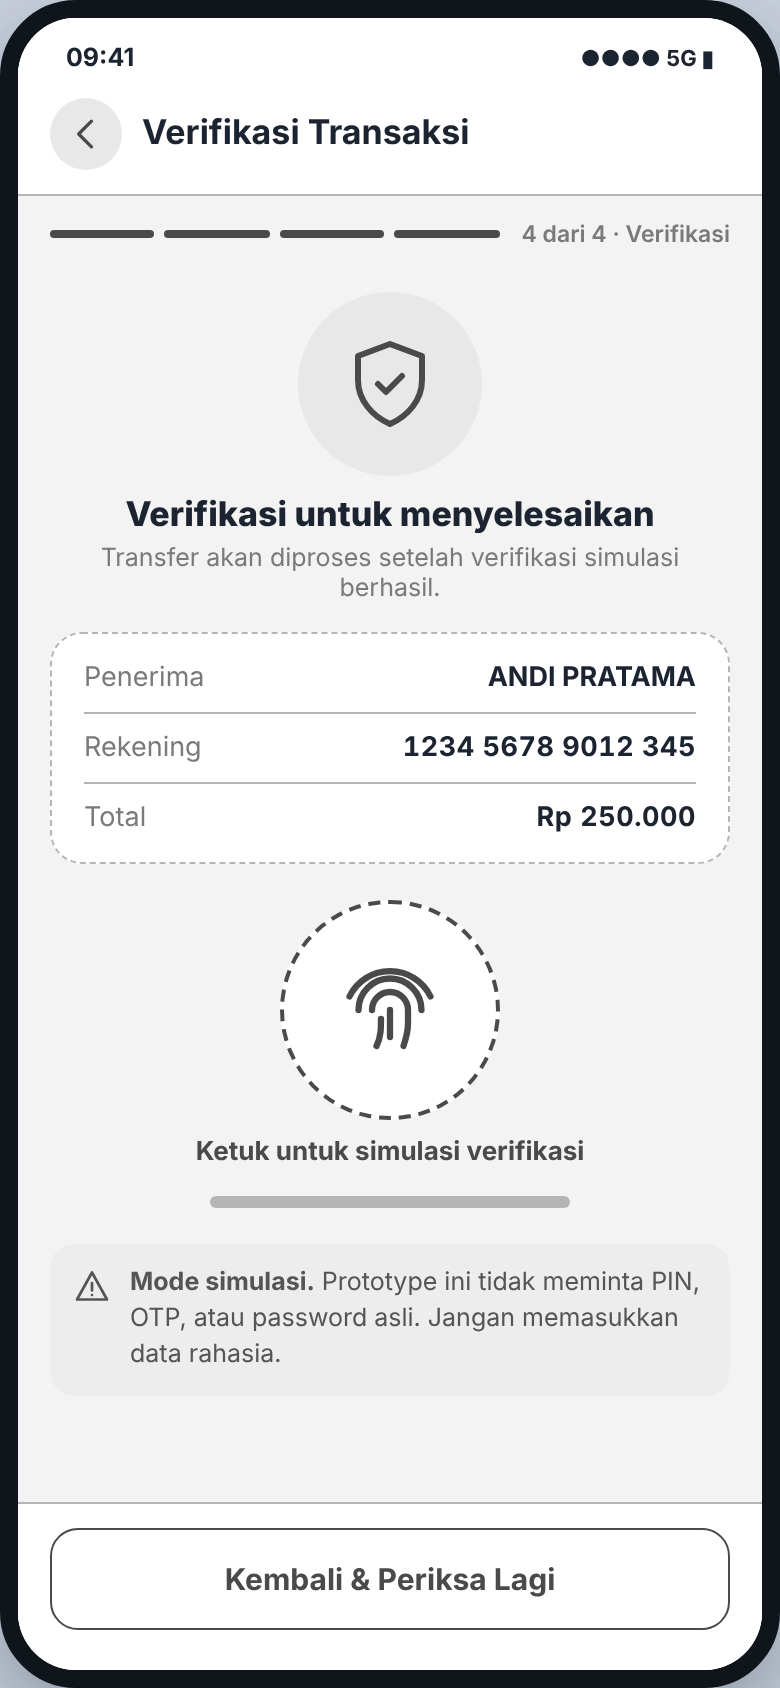 09:41
5G
Verifikasi Transaksi
4 dari 4 · Verifikasi
Verifikasi untuk menyelesaikan
Transfer akan diproses setelah verifikasi simulasi
berhasil.
Penerima ANDI PRATAMA
Rekening 1234 5678 9012 345
Total Rp 250.000
Ketuk untuk simulasi verifikasi
Mode simulasi. Prototype ini tidak meminta PIN,
OTP, atau password asli. Jangan memasukkan
data rahasia.
Kembali & Periksa Lagi